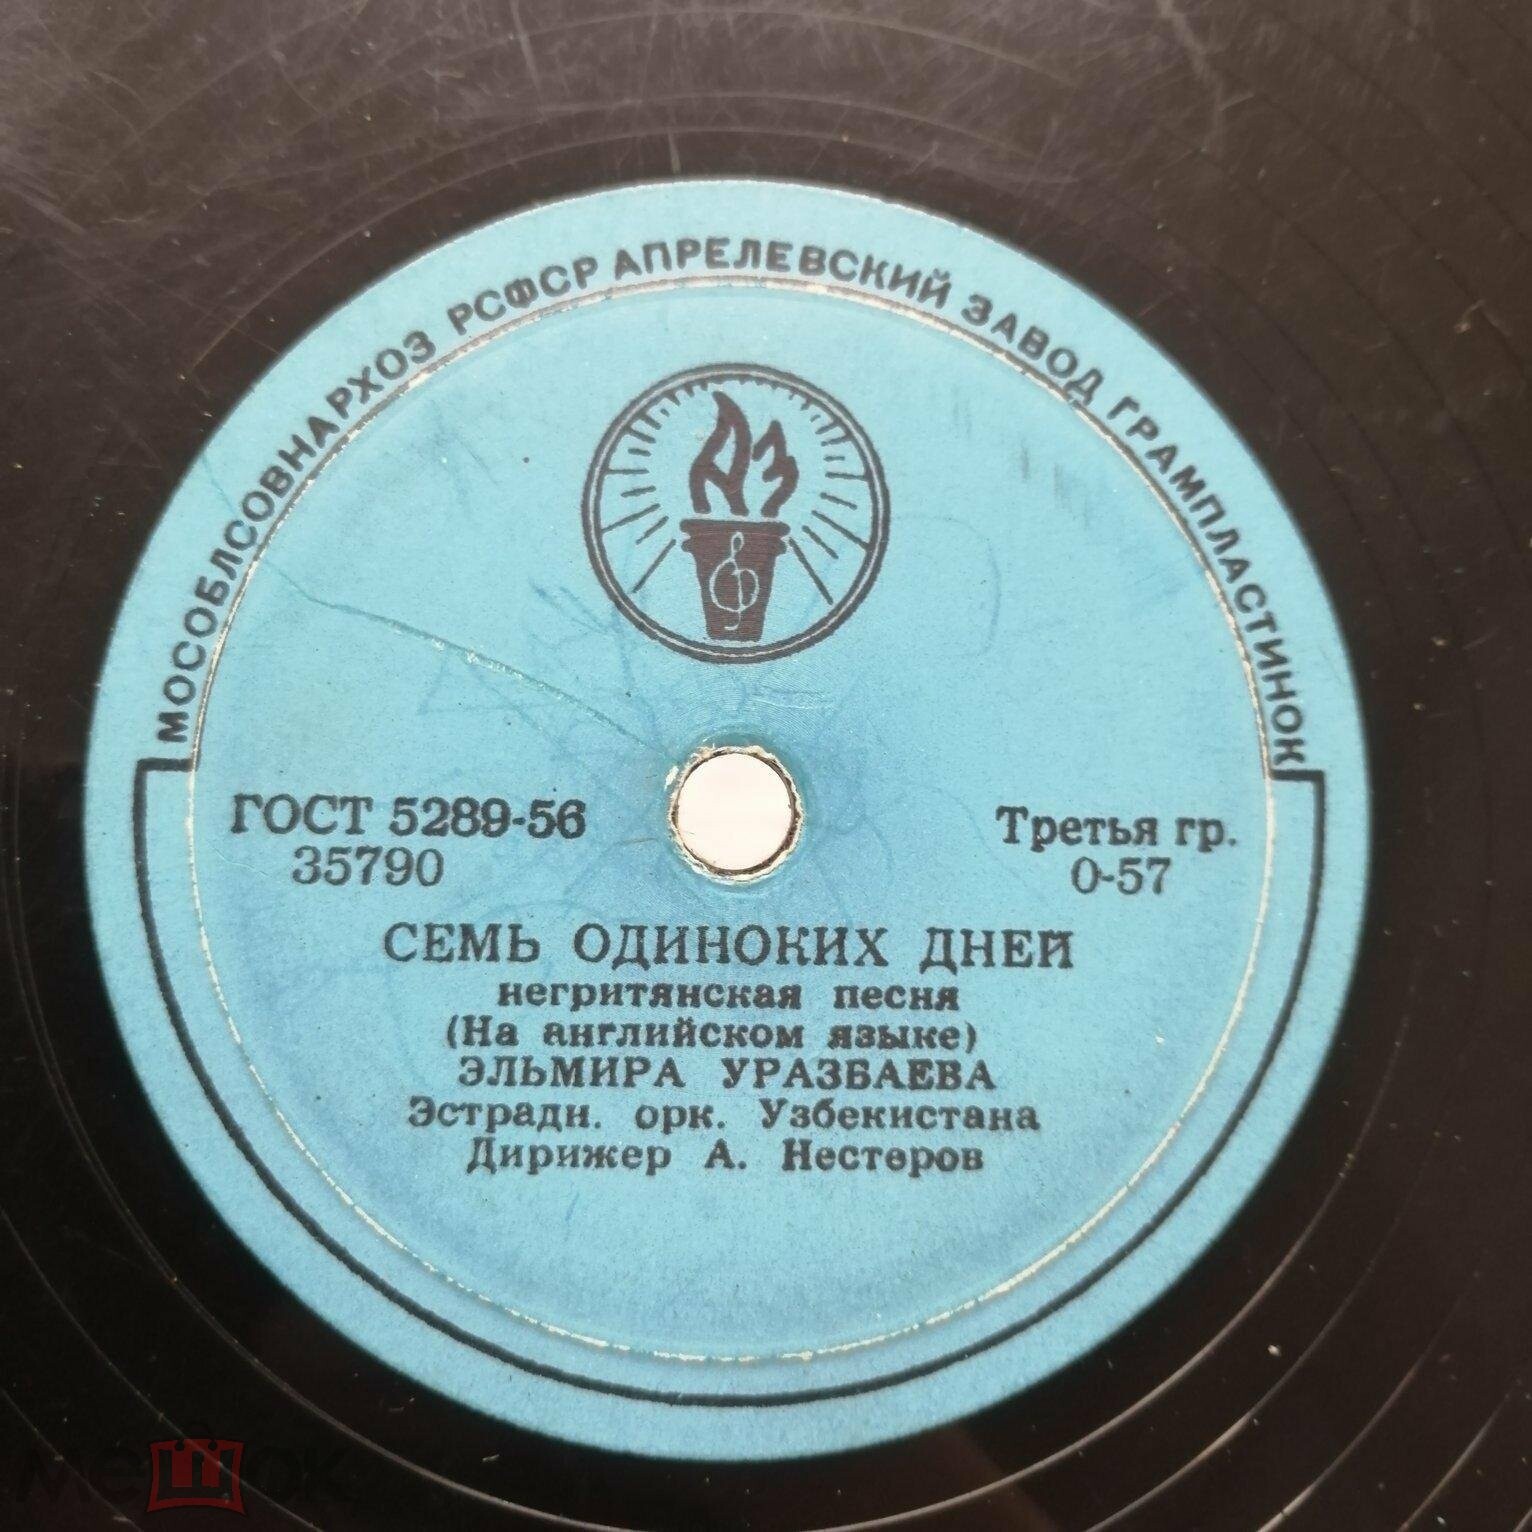 МОСОБЛСОВНАРХОЗ РСФСР АПРЕЛЕВСКИЙ ЗАВОД ГРАМПЛАСТИНОК
АЗ
ГОСТ 5289-56
35790
Третья гр.
0-57
СЕМЬ ОДИНОКИХ ДНЕЙ
негритянская песня
(На английском языке)
ЭЛЬМИРА УРАЗБАЕВА
Эстрадн. орк. Узбекистана
Дирижер А. Нестеров
мешок